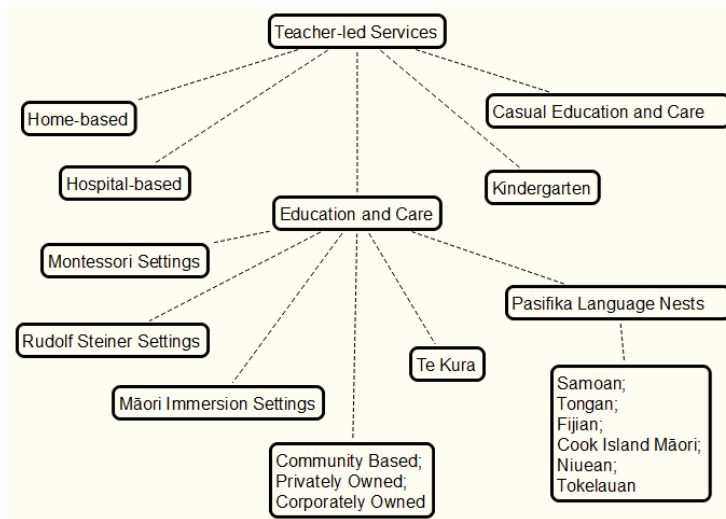 Teacher-led Services
Home-based
Casual Education and Care
Hospital-based
Kindergarten
Education and Care
Montessori Settings
Pasifika Language Nests
Rudolf Steiner Settings
Te Kura
Māori Immersion Settings
Samoan;
Tongan;
Fijian;
Cook Island Māori;
Niuean;
Tokelauan
Community Based;
Privately Owned;
Corporately Owned